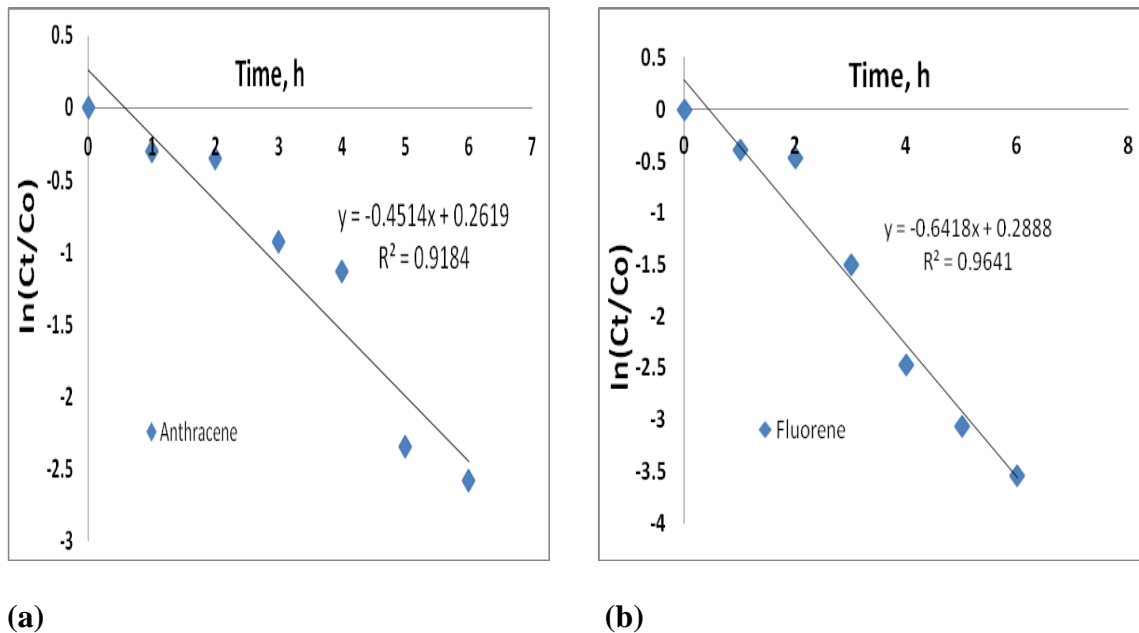 0.5
Time, h
0
0 1 2 3 4 5 6 7
-0.5
y = -0.4514x + 0.2619
-1
R² = 0.9184
ln(Ct/Co)
-1.5
-2
Anthracene
-2.5
-3
(a)
0.5
Time, h
0
0 2 4 6 8
-0.5
-1
y = -0.6418x + 0.2888
-1.5
R² = 0.9641
ln(Ct/Co)
-2
-2.5
-3
Fluorene
-3.5
-4
(b)